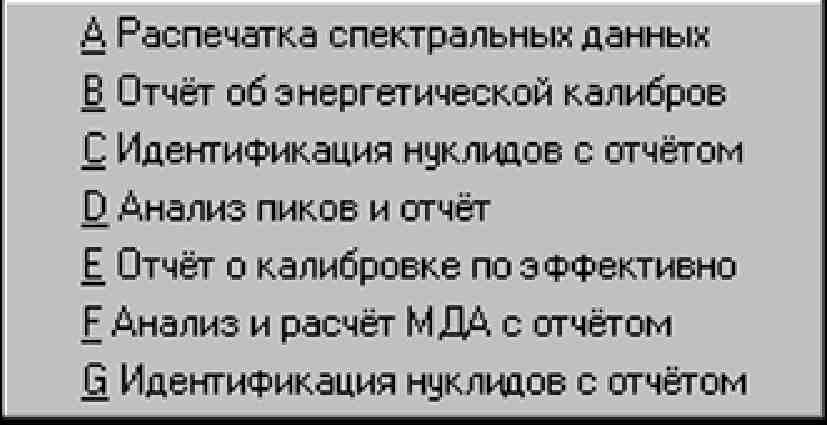 A Распечатка спектральных данных
B Отчёт об энергетической калибров
C Идентификация нуклидов с отчётом
D Анализ пиков и отчёт
E Отчёт о калибровке по эффективно
F Анализ и расчёт МДА с отчётом
G Идентификация нуклидов с отчётом